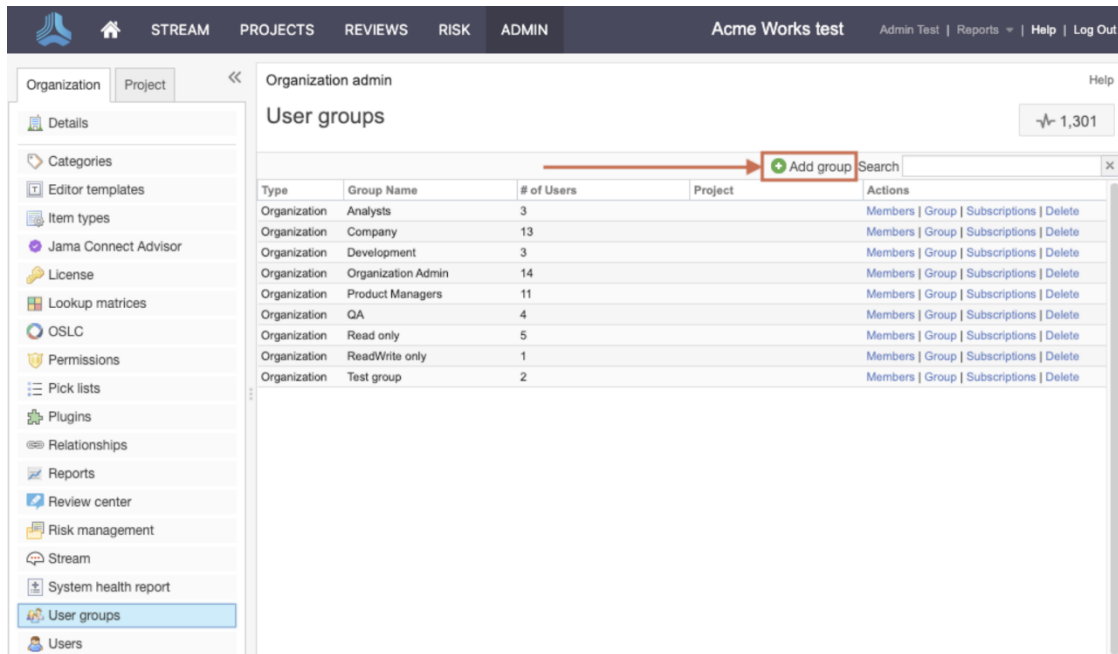 STREAM PROJECTS REVIEWS RISK ADMIN Acme Works test Admin Test | Reports | Help | Log Out
Organization Project
Details
Categories
Editor templates
Item types
Jama Connect Advisor
License
Lookup matrices
OSLC
Permissions
Pick lists
Plugins
Relationships
Reports
Review center
Risk management
Stream
System health report
User groups
Users
Organization admin Help
User groups
1,301
Add group Search
Type Group Name # of Users Project Actions
Organization Analysts 3 Members | Group | Subscriptions | Delete
Organization Company 13 Members | Group | Subscriptions | Delete
Organization Development 3 Members | Group | Subscriptions | Delete
Organization Organization Admin 14 Members | Group | Subscriptions | Delete
Organization Product Managers 11 Members | Group | Subscriptions | Delete
Organization QA 4 Members | Group | Subscriptions | Delete
Organization Read only 5 Members | Group | Subscriptions | Delete
Organization ReadWrite only 1 Members | Group | Subscriptions | Delete
Organization Test group 2 Members | Group | Subscriptions | Delete